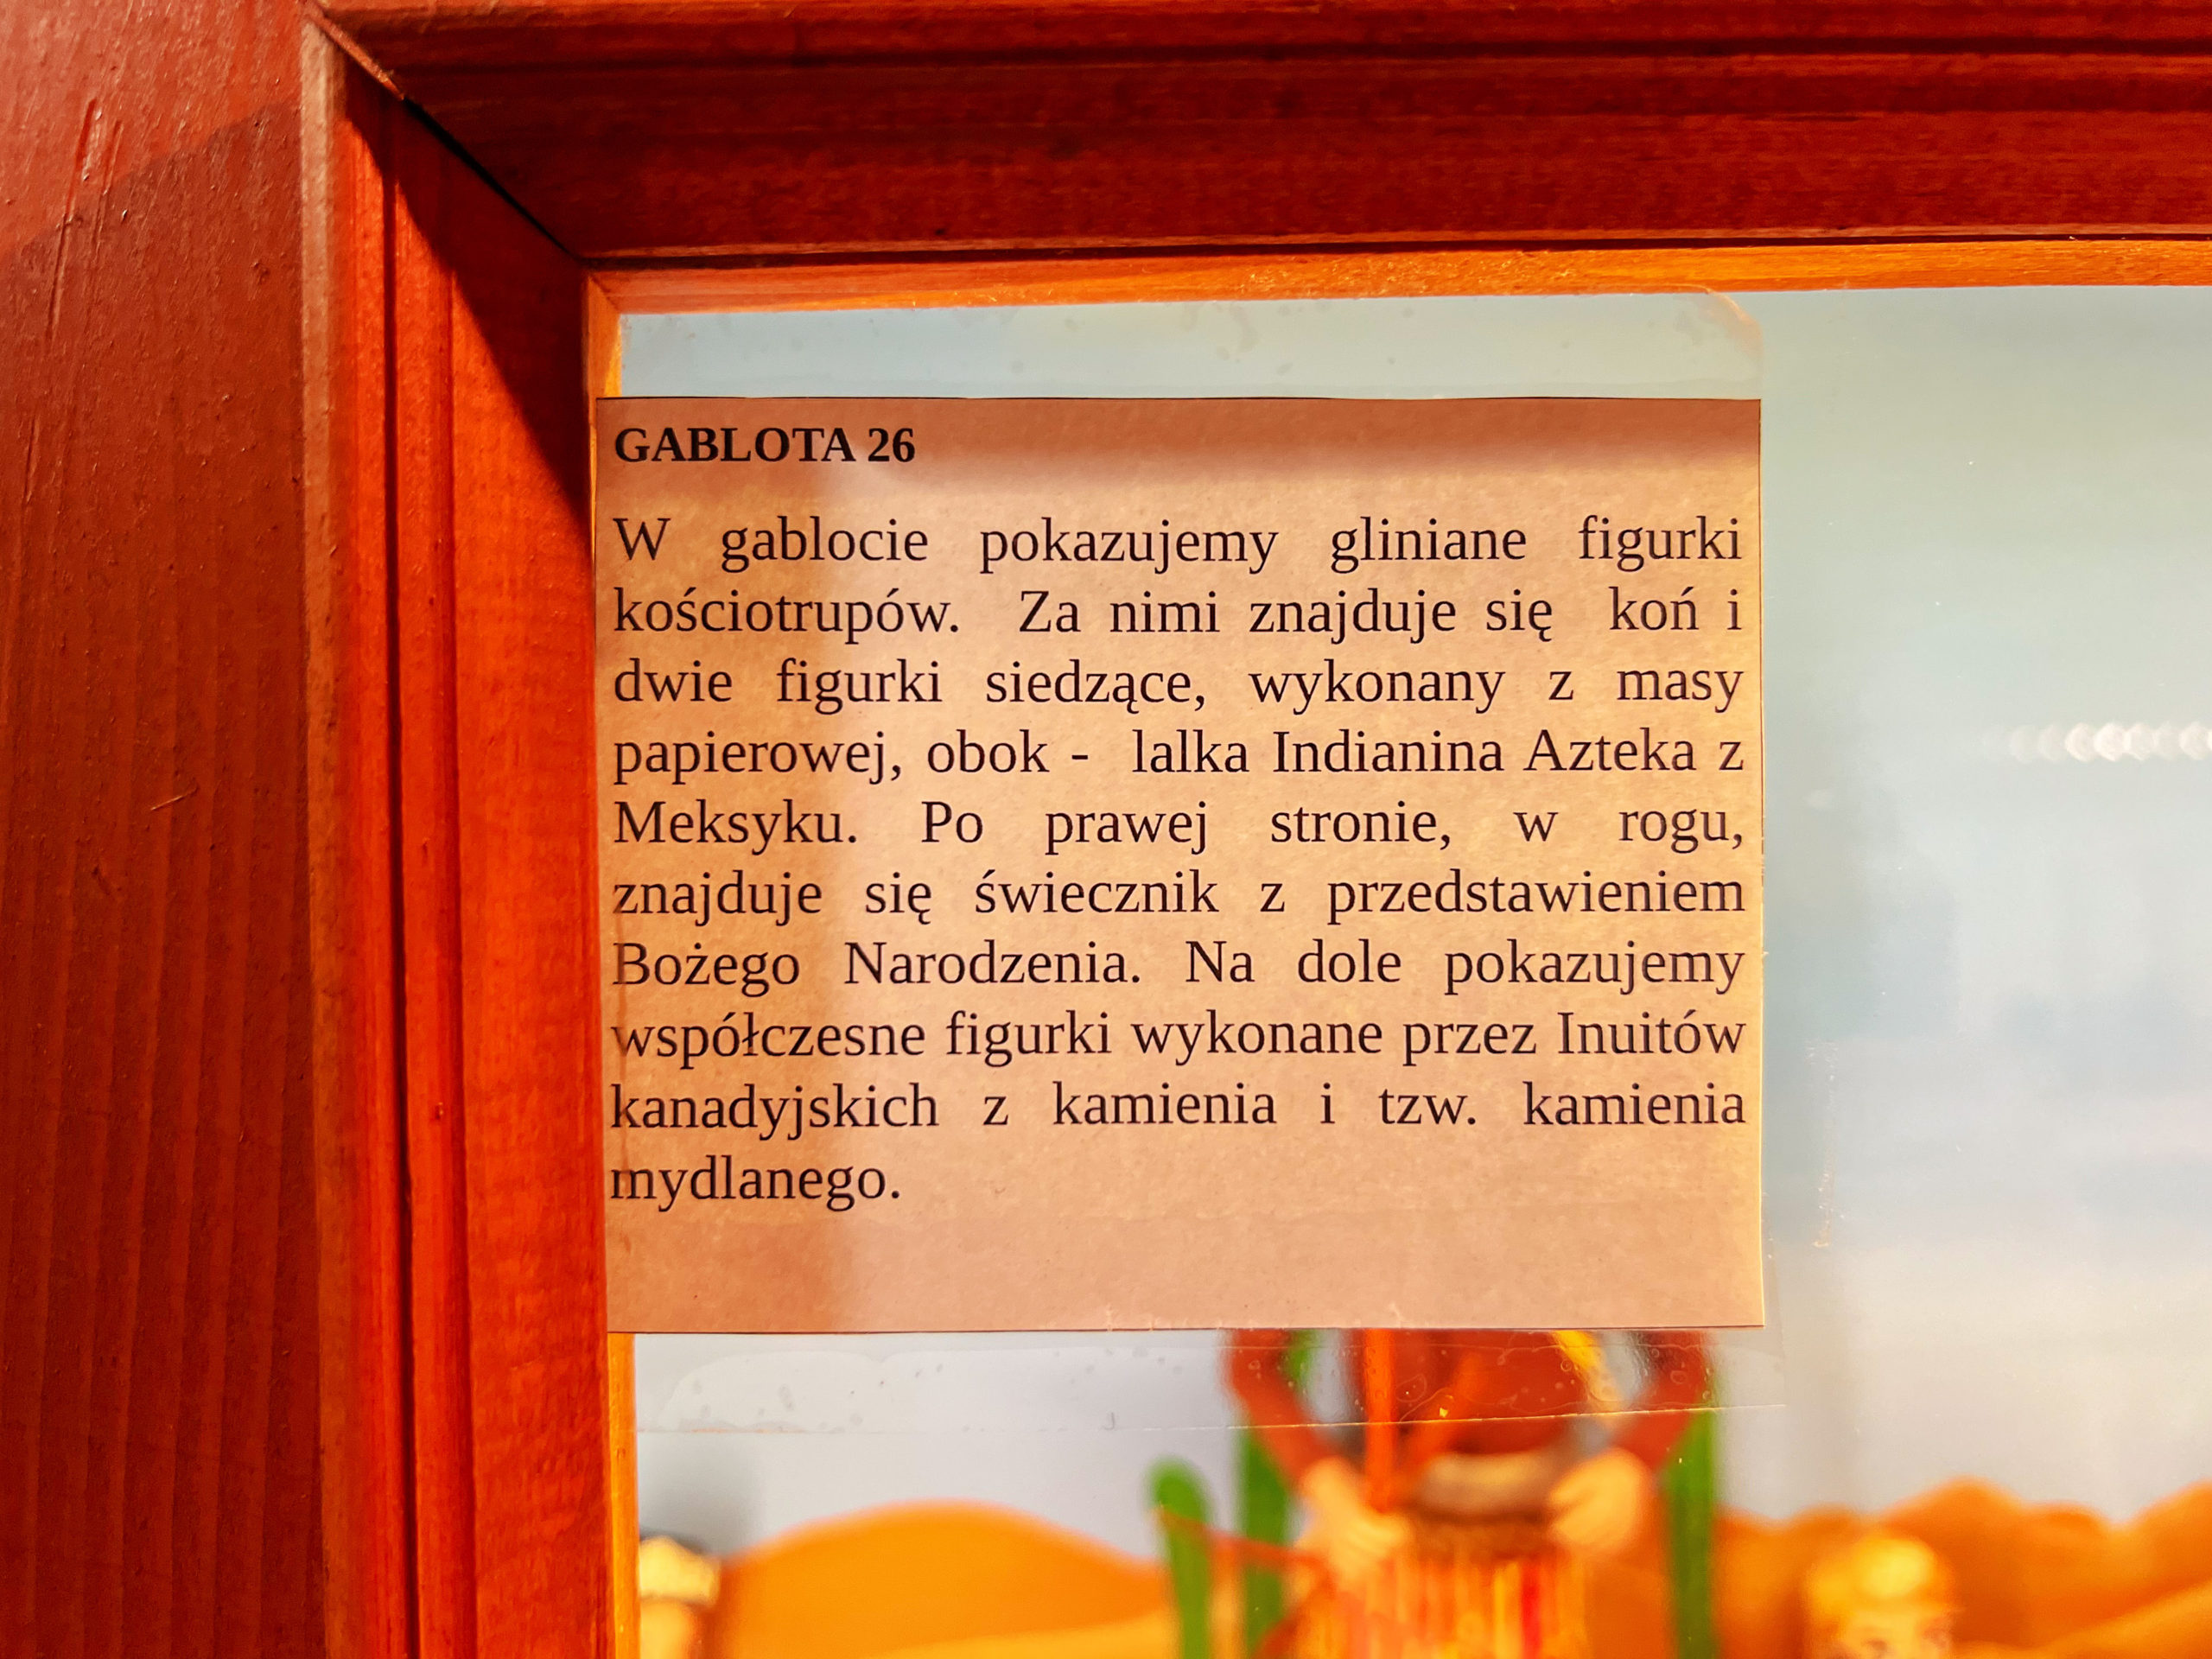 GABLOTA 26
W gablocie pokazujemy gliniane figurki
kościotrupów. Za nimi znajduje się koń i
dwie figurki siedzące, wykonany z masy
papierowej, obok - lalka Indianina Azteka z
Meksyku. Po prawej stronie, w rogu,
znajduje się świecznik z przedstawieniem
Bożego Narodzenia. Na dole pokazujemy
współczesne figurki wykonane przez Inuitów
kanadyjskich z kamienia i tzw. kamienia
mydlanego.